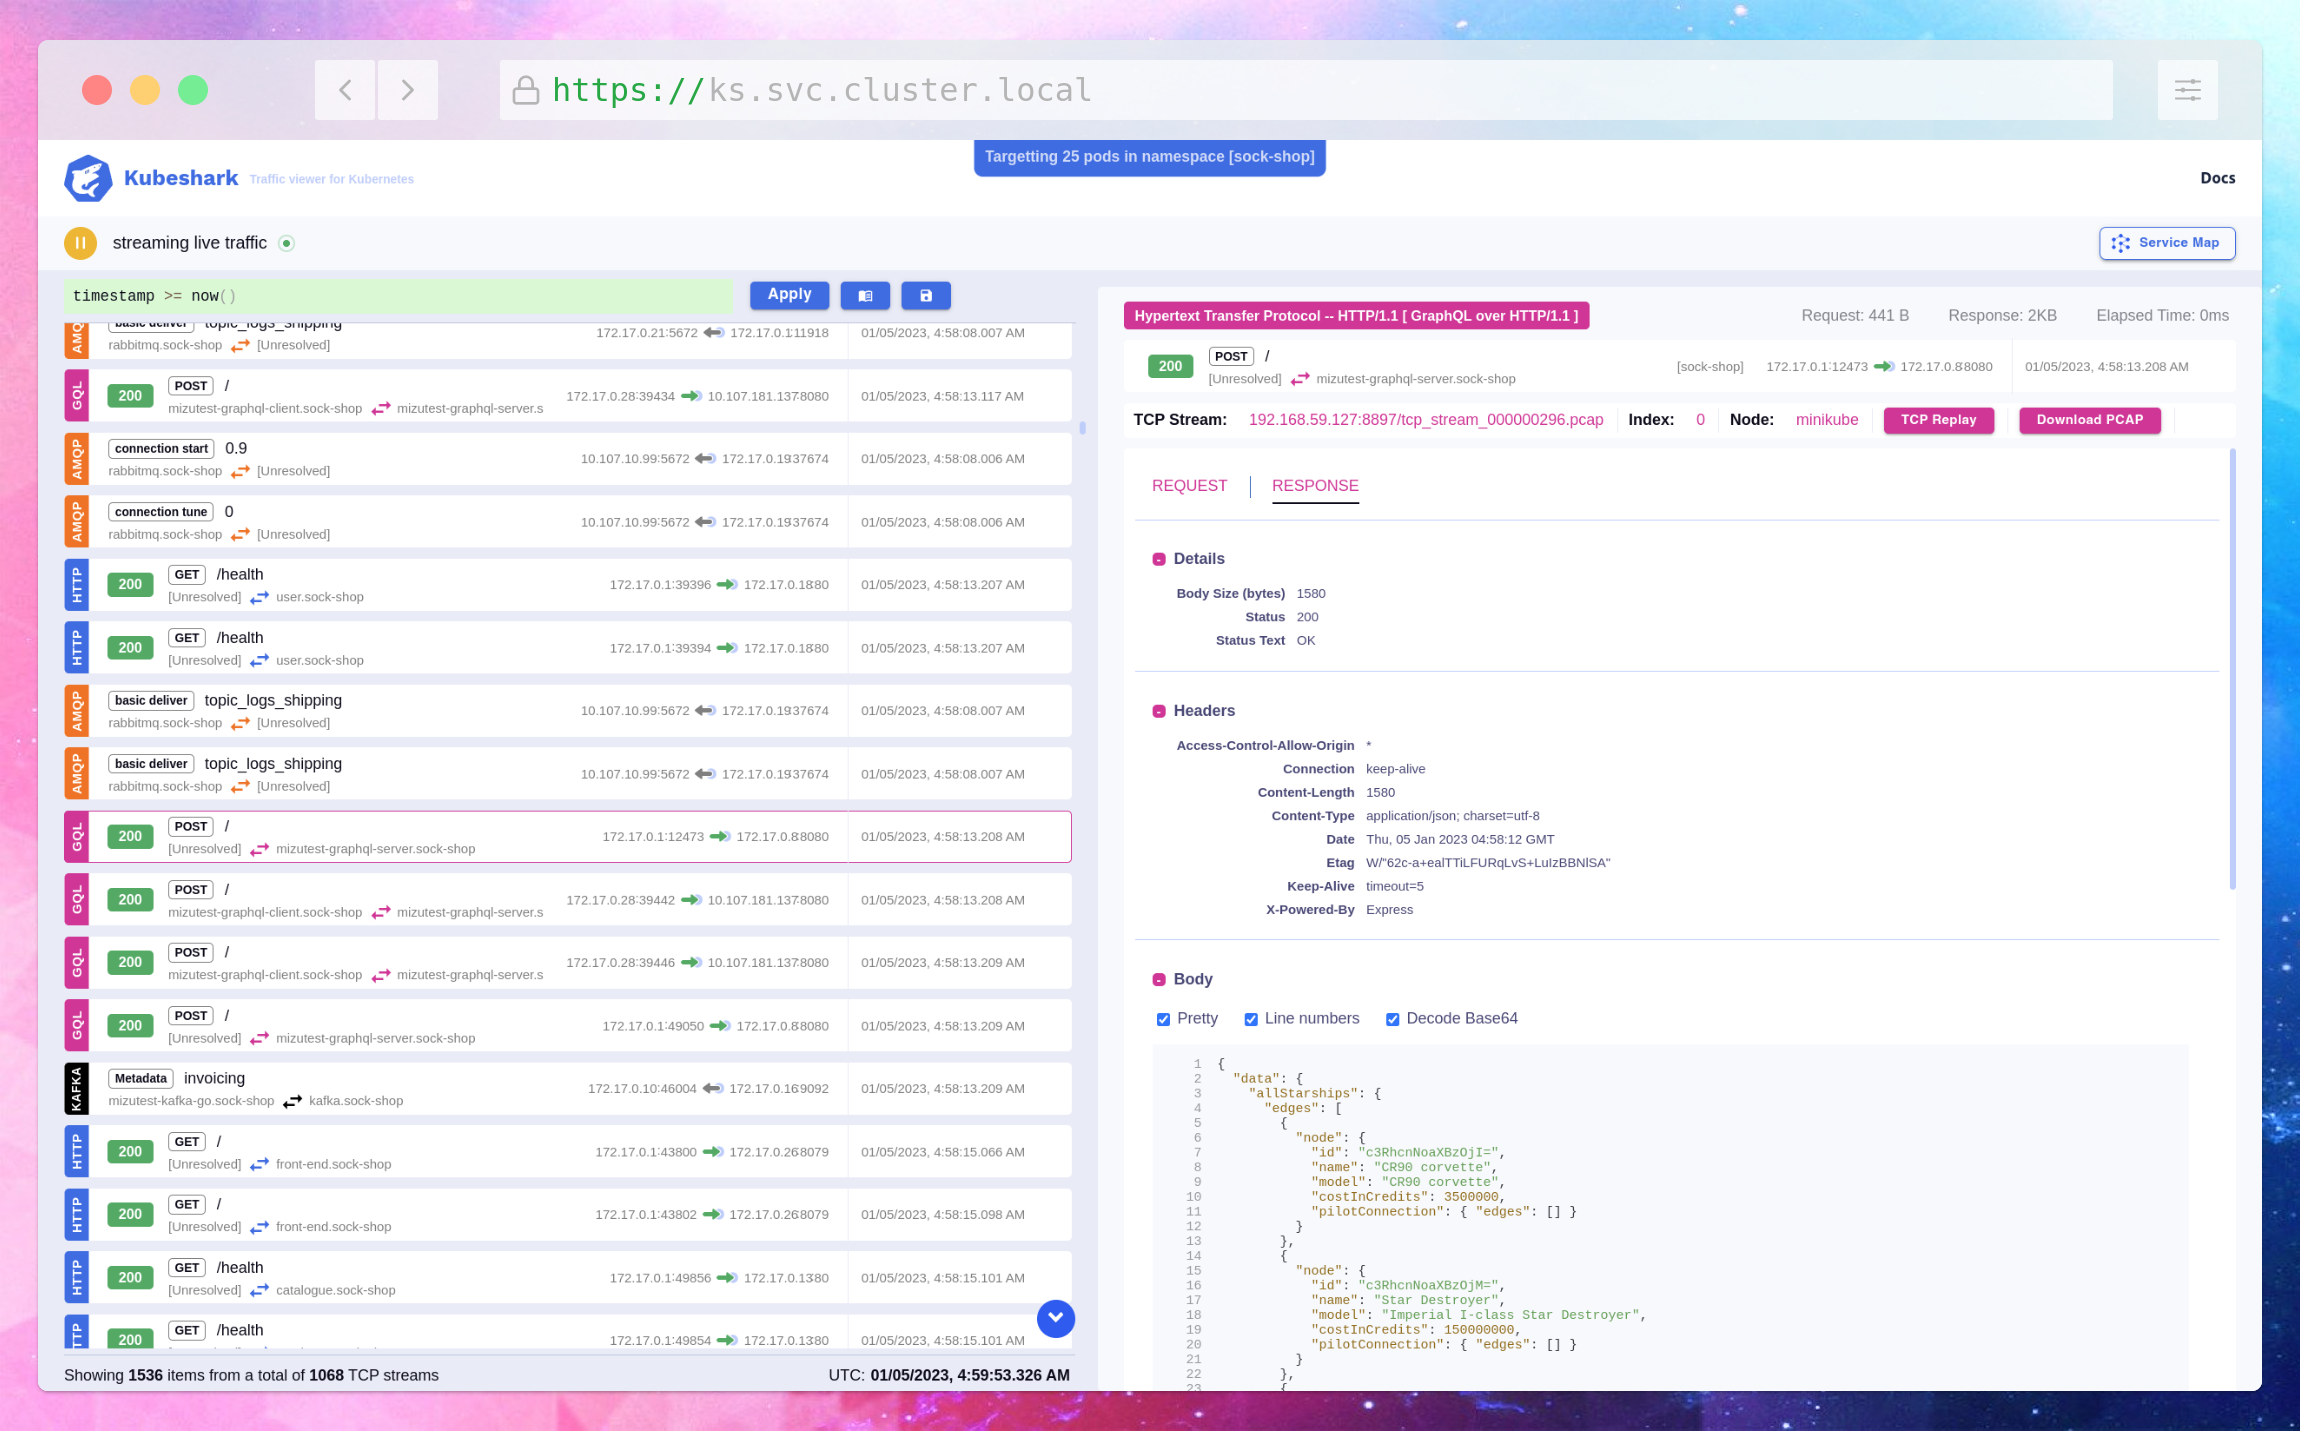 https://ks.svc.cluster.local
Targetting 25 pods in namespace [sock-shop]
Kubeshark Traffic viewer for Kubernetes
Docs
streaming live traffic
Service Map
timestamp >= now()
Apply
AMQ basic deliver topic_logs_shipping
rabbitmq.sock-shop [Unresolved]
172.17.0.21:5672 172.17.0.1:11918 01/05/2023, 4:58:08.007 AM
GQL 200 POST /
mizutest-graphql-client.sock-shop mizutest-graphql-server.s
172.17.0.28:39434 10.107.181.137:8080 01/05/2023, 4:58:13.117 AM
AMQP connection start 0.9
rabbitmq.sock-shop [Unresolved]
10.107.10.99:5672 172.17.0.19:37674 01/05/2023, 4:58:08.006 AM
AMQP connection tune 0
rabbitmq.sock-shop [Unresolved]
10.107.10.99:5672 172.17.0.19:37674 01/05/2023, 4:58:08.006 AM
HTTP 200 GET /health
[Unresolved] user.sock-shop
172.17.0.1:39396 172.17.0.18:80 01/05/2023, 4:58:13.207 AM
HTTP 200 GET /health
[Unresolved] user.sock-shop
172.17.0.1:39394 172.17.0.18:80 01/05/2023, 4:58:13.207 AM
AMQP basic deliver topic_logs_shipping
rabbitmq.sock-shop [Unresolved]
10.107.10.99:5672 172.17.0.19:37674 01/05/2023, 4:58:08.007 AM
AMQP basic deliver topic_logs_shipping
rabbitmq.sock-shop [Unresolved]
10.107.10.99:5672 172.17.0.19:37674 01/05/2023, 4:58:08.007 AM
GQL 200 POST /
[Unresolved] mizutest-graphql-server.sock-shop
172.17.0.1:12473 172.17.0.8:8080 01/05/2023, 4:58:13.208 AM
GQL 200 POST /
mizutest-graphql-client.sock-shop mizutest-graphql-server.s
172.17.0.28:39442 10.107.181.137:8080 01/05/2023, 4:58:13.208 AM
GQL 200 POST /
mizutest-graphql-client.sock-shop mizutest-graphql-server.s
172.17.0.28:39446 10.107.181.137:8080 01/05/2023, 4:58:13.209 AM
GQL 200 POST /
[Unresolved] mizutest-graphql-server.sock-shop
172.17.0.1:49050 172.17.0.8:8080 01/05/2023, 4:58:13.209 AM
KAFKA Metadata invoicing
mizutest-kafka-go.sock-shop kafka.sock-shop
172.17.0.10:46004 172.17.0.16:9092 01/05/2023, 4:58:13.209 AM
HTTP 200 GET /
[Unresolved] front-end.sock-shop
172.17.0.1:43800 172.17.0.26:8079 01/05/2023, 4:58:15.066 AM
HTTP 200 GET /
[Unresolved] front-end.sock-shop
172.17.0.1:43802 172.17.0.26:8079 01/05/2023, 4:58:15.098 AM
HTTP 200 GET /health
[Unresolved] catalogue.sock-shop
172.17.0.1:49856 172.17.0.13:80 01/05/2023, 4:58:15.101 AM
TTP 200 GET /health
172.17.0.1:49854 172.17.0.13:80 01/05/2023, 4:58:15.101 AM
Showing 1536 items from a total of 1068 TCP streams
UTC: 01/05/2023, 4:59:53.326 AM
Hypertext Transfer Protocol -- HTTP/1.1 [ GraphQL over HTTP/1.1 ]
Request: 441 B Response: 2KB Elapsed Time: 0ms
200 POST /
[Unresolved] mizutest-graphql-server.sock-shop
[sock-shop] 172.17.0.1:12473 172.17.0.8:8080 01/05/2023, 4:58:13.208 AM
TCP Stream: 192.168.59.127:8897/tcp_stream_000000296.pcap Index: 0 Node: minikube TCP Replay Download PCAP
REQUEST RESPONSE
- Details
Body Size (bytes) 1580
Status 200
Status Text OK
- Headers
Access-Control-Allow-Origin *
Connection keep-alive
Content-Length 1580
Content-Type application/json; charset=utf-8
Date Thu, 05 Jan 2023 04:58:12 GMT
Etag W/"62c-a+ealTTiLFURqLvS+LuIzBBNlSA"
Keep-Alive timeout=5
X-Powered-By Express
- Body
Pretty Line numbers Decode Base64
1 {
2 "data": {
3 "allStarships": {
4 "edges": [
5 {
6 "node": {
7 "id": "c3RhcnNoaXBzOjI=",
8 "name": "CR90 corvette",
9 "model": "CR90 corvette",
10 "costInCredits": 3500000,
11 "pilotConnection": { "edges": [] }
12 }
13 },
14 {
15 "node": {
16 "id": "c3RhcnNoaXBzOjM=",
17 "name": "Star Destroyer",
18 "model": "Imperial I-class Star Destroyer",
19 "costInCredits": 150000000,
20 "pilotConnection": { "edges": [] }
21 }
22 },
23 {